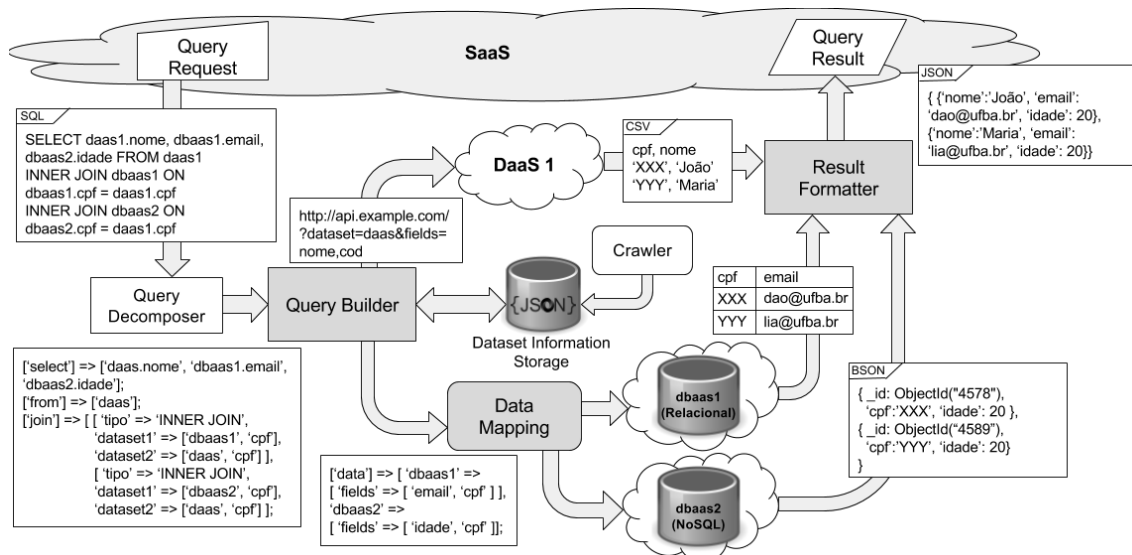 SaaS
Query
Request
Query
Result
JSON
{ {‘nome’:’João’, ‘email’:
‘dao@ufba.br’, ‘idade’: 20},
{‘nome’:’Maria’, ‘email’:
‘lia@ufba.br’, ‘idade’: 20}}
SQL
SELECT daas1.nome, dbaas1.email,
dbaas2.idade FROM daas1
INNER JOIN dbaas1 ON
dbaas1.cpf = daas1.cpf
INNER JOIN dbaas2 ON
dbaas2.cpf = daas1.cpf
DaaS 1
CSV
cpf, nome
‘XXX’, ‘João’
‘YYY’, ‘Maria’
Result
Formatter
http://api.example.com/
?dataset=daas&fields=
nome,cod
Crawler
Query
Decomposer
Query Builder
{JSON}
Dataset Information
Storage
cpf email
XXX dao@ufba.br
YYY lia@ufba.br
[‘select’] => [‘daas.nome’, ‘dbaas1.email’,
‘dbaas2.idade’];
[‘from’] => [‘daas’];
[‘join’] => [ [ ‘tipo’ => ‘INNER JOIN’,
‘dataset1’ => [‘dbaas1’, ‘cpf’],
‘dataset2’ => [‘daas’, ‘cpf’] ],
[ ‘tipo’ => ‘INNER JOIN’,
‘dataset1’ => [‘dbaas2’, ‘cpf’],
‘dataset2’ => [‘daas’, ‘cpf’] ];
Data
Mapping
dbaas1
(Relacional)
BSON
{ _id: ObjectId("4578"),
‘cpf’:’XXX’, ‘idade’: 20 },
{ _id: ObjectId(“4589”),
‘cpf’:’YYY’, ‘idade’: 20}
}
[‘data’] => [ ‘dbaas1’ =>
[ ‘fields’ => [ ‘email’, ‘cpf’ ] ],
‘dbaas2’ =>
[ ‘fields’ => [ ‘idade’, ‘cpf’ ]];
dbaas2
(NoSQL)